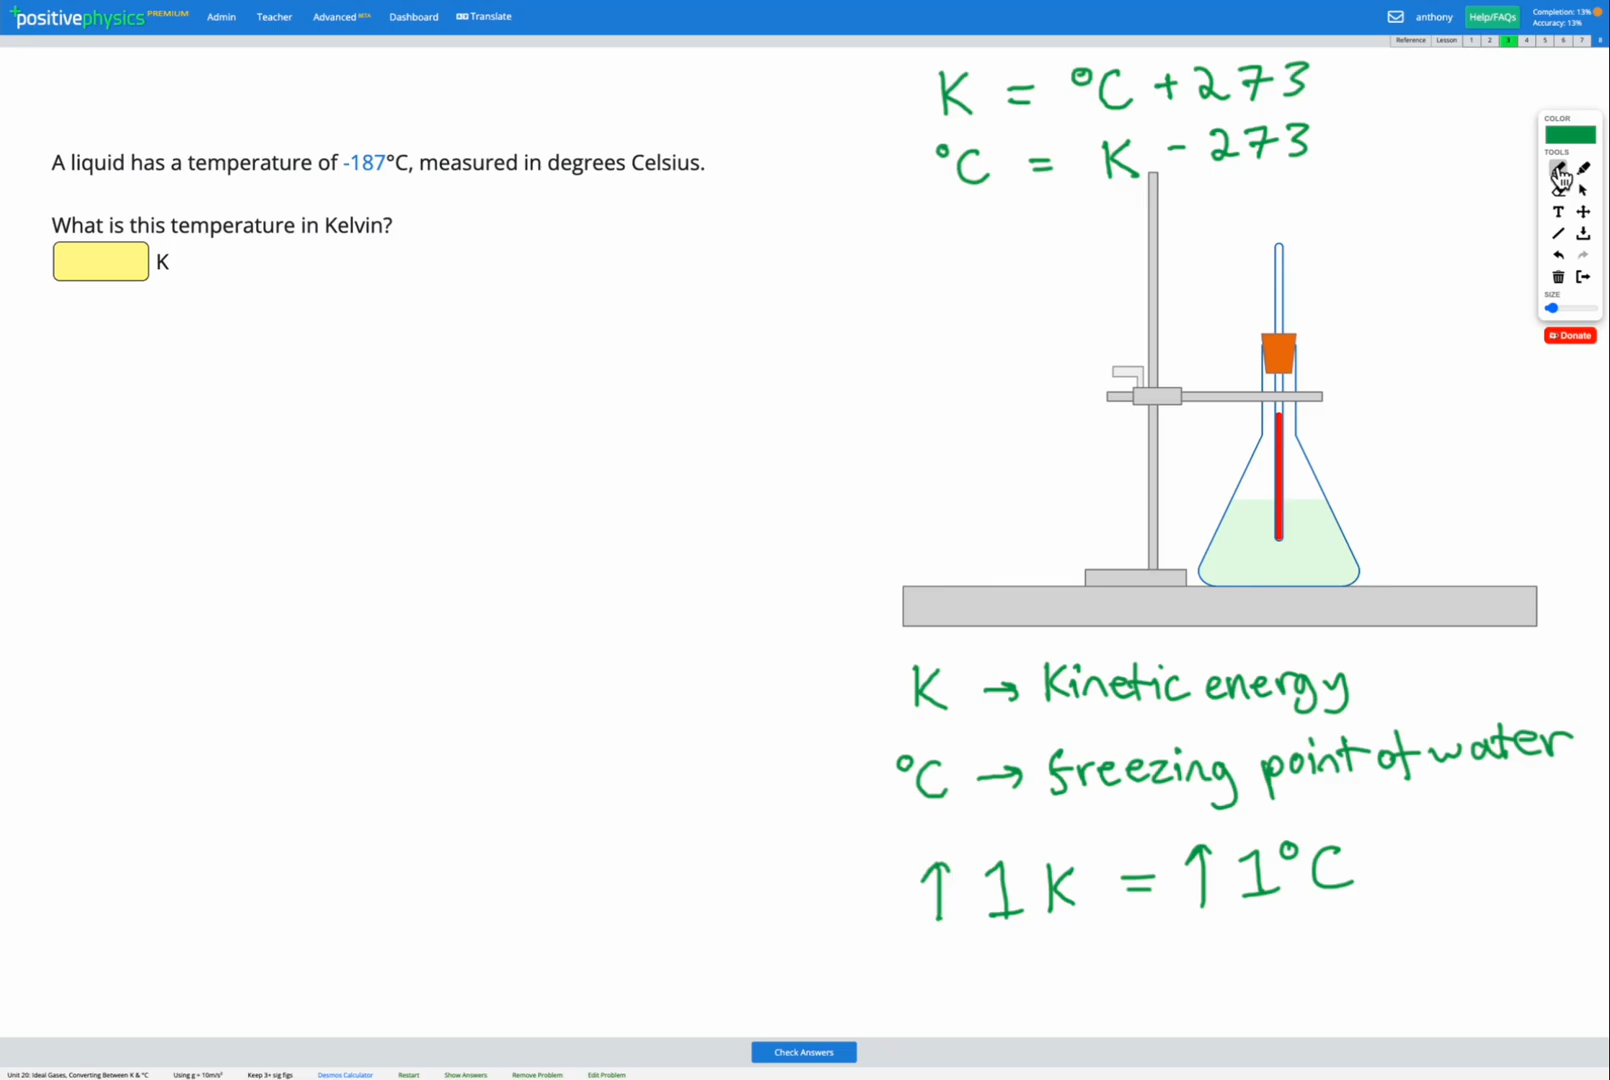 +positivephysics PREMIUM Admin Teacher Advanced BETA Dashboard Translate anthony Help/FAQs Completion: 13% Accuracy: 13%
Reference Lesson 1 2 3 4 5 6 7 8
K = °C + 273
°C = K - 273
A liquid has a temperature of -187°C, measured in degrees Celsius.
What is this temperature in Kelvin?
K
COLOR
TOOLS
T
SIZE
Donate
K → Kinetic energy
°C → freezing point of water
↑ 1 K = ↑ 1°C
Check Answers
Unit 20: Ideal Gases, Converting Between K & °C Using g = 10m/s² Keep 3+ sig figs Desmos Calculator Restart Show Answers Remove Problem Edit Problem